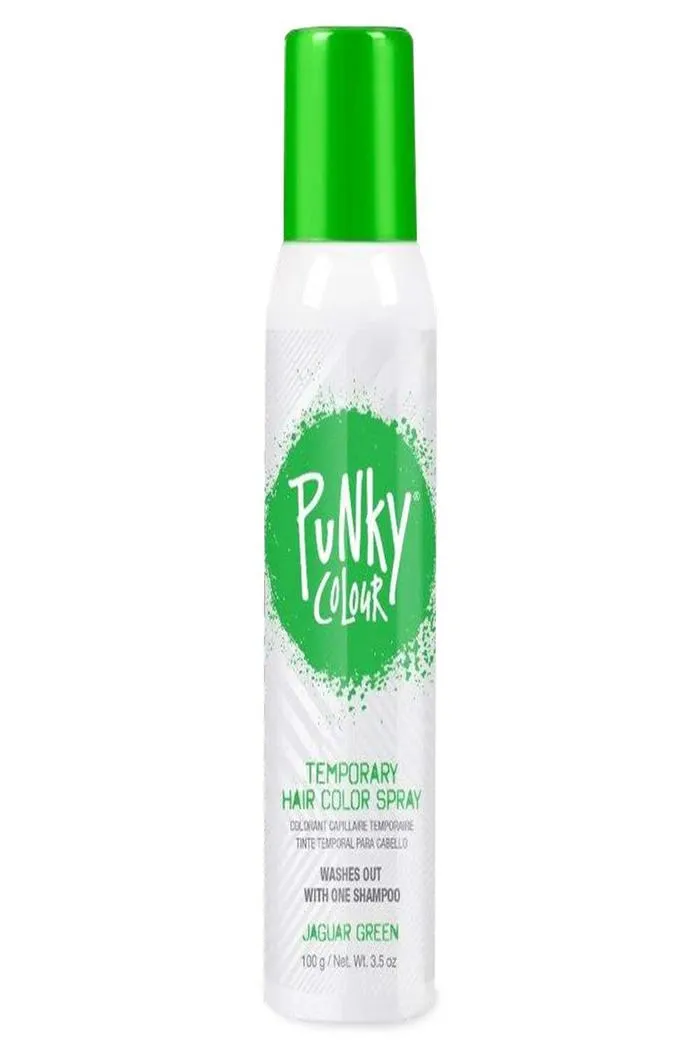 PUNKY®
COLOUR
TEMPORARY
HAIR COLOR SPRAY
COLORANT CAPILLAIRE TEMPORAIRE
TINTE TEMPORAL PARA CABELLO
WASHES OUT
WITH ONE SHAMPOO
JAGUAR GREEN
100 g / Net. Wt. 3.5 oz